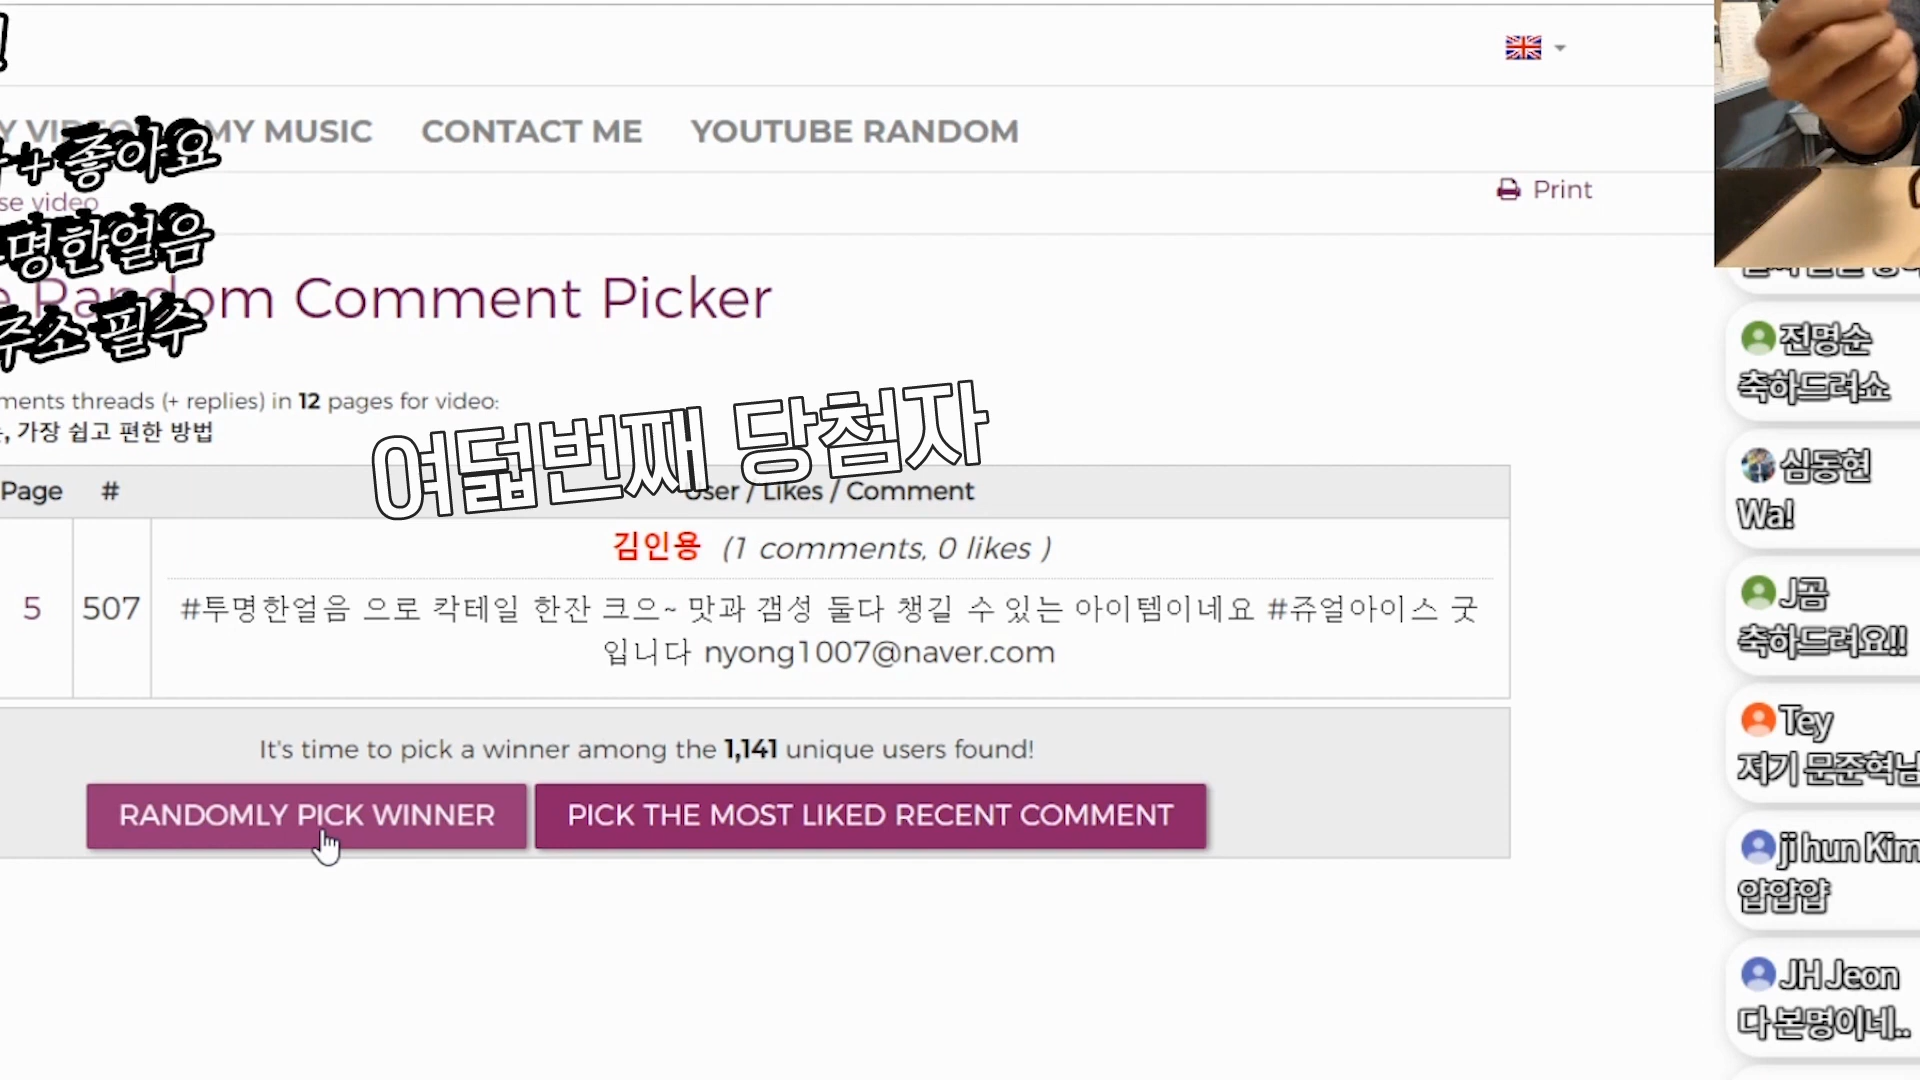 MY MUSIC CONTACT ME YOUTUBE RANDOM
+ 좋아요
se video
Print
명한얼음
Random Comment Picker
주소 필수
ments threads (+ replies) in 12 pages for video:
, 가장 쉽고 편한 방법
여덟번째 당첨자
Page # User / Likes / Comment
김인용 (1 comments, 0 likes )
5 507 #투명한얼음 으로 칵테일 한잔 크으~ 맛과 갬성 둘다 챙길 수 있는 아이템이네요 #쥬얼아이스 굿
입니다 nyong1007@naver.com
It's time to pick a winner among the 1,141 unique users found!
RANDOMLY PICK WINNER PICK THE MOST LIKED RECENT COMMENT
전명순
축하드려쇼
심동현
Wa!
J곰
축하드려요!!
Tey
저기 문준혁님
ji hun Kim
얍얍얍
JH Jeon
다 본명이네..